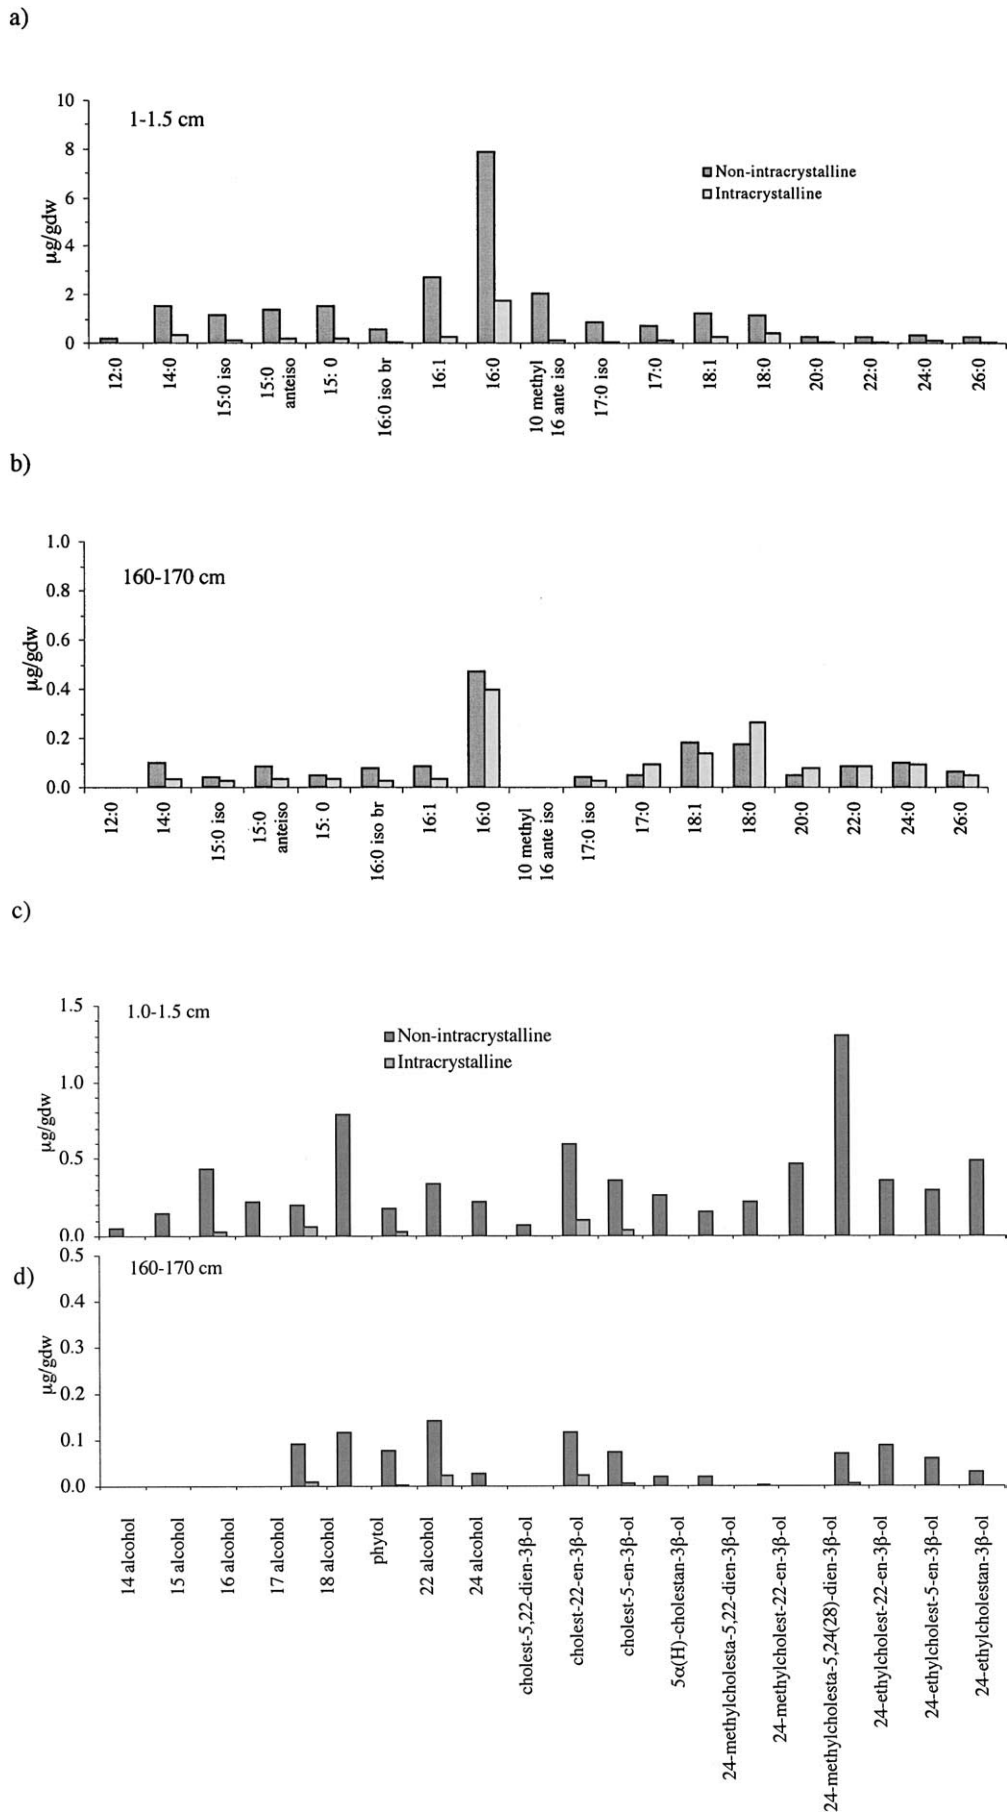 a)
10
8
6
4
2
0
µg/gdw
1-1.5 cm
Non-intracrystalline
Intracrystalline
12:0
14:0
15:0 iso
15:0
anteiso
15: 0
16:0 iso br
16:1
16:0
10 methyl
16 ante iso
17:0 iso
17:0
18:1
18:0
20:0
22:0
24:0
26:0
b)
1.0
0.8
0.6
0.4
0.2
0.0
µg/gdw
160-170 cm
12:0
14:0
15:0 iso
15:0
anteiso
15: 0
16:0 iso br
16:1
16:0
10 methyl
16 ante iso
17:0 iso
17:0
18:1
18:0
20:0
22:0
24:0
26:0
c)
1.5
1.0
0.5
0.0
µg/gdw
1.0-1.5 cm
Non-intracrystalline
Intracrystalline
d)
0.5
0.4
0.3
0.2
0.1
0.0
µg/gdw
160-170 cm
14 alcohol
15 alcohol
16 alcohol
17 alcohol
18 alcohol
phytol
22 alcohol
24 alcohol
cholest-5,22-dien-3β-ol
cholest-22-en-3β-ol
cholest-5-en-3β-ol
5α(H)-cholestan-3β-ol
24-methylcholesta-5,22-dien-3β-ol
24-methylcholest-22-en-3β-ol
24-methylcholesta-5,24(28)-dien-3β-ol
24-ethylcholest-22-en-3β-ol
24-ethylcholest-5-en-3β-ol
24-ethylcholestan-3β-ol